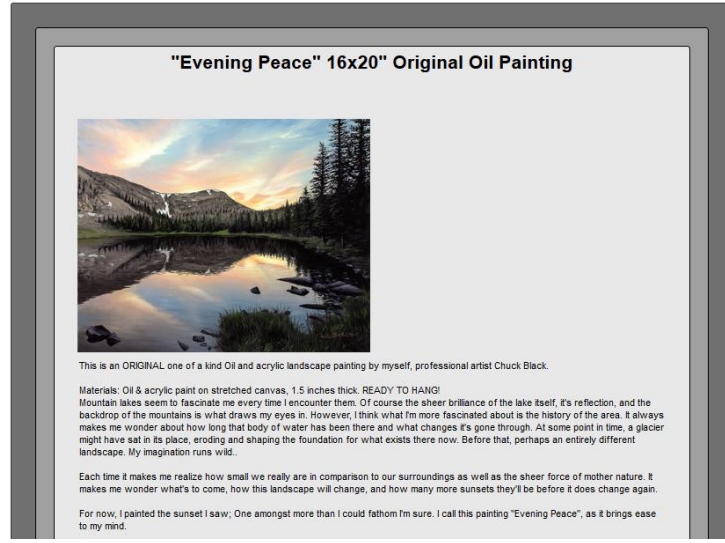 "Evening Peace" 16x20" Original Oil Painting
This is an ORIGINAL one of a kind Oil and acrylic landscape painting by myself, professional artist Chuck Black.
Materials: Oil & acrylic paint on stretched canvas, 1.5 inches thick. READY TO HANG!
Mountain lakes seem to fascinate me every time I encounter them. Of course the sheer brilliance of the lake itself, it's reflection, and the
backdrop of the mountains is what draws my eyes in. However, I think what I'm more fascinated about is the history of the area. It always
makes me wonder about how long that body of water has been there and what changes it's gone through. At some point in time, a glacier
might have sat in its place, eroding and shaping the foundation for what exists there now. Before that, perhaps an entirely different
landscape. My imagination runs wild..
Each time it makes me realize how small we really are in comparison to our surroundings as well as the sheer force of mother nature. It
makes me wonder what's to come, how this landscape will change, and how many more sunsets they'll be before it does change again.
For now, I painted the sunset I saw; One amongst more than I could fathom I'm sure. I call this painting "Evening Peace", as it brings ease
to my mind.